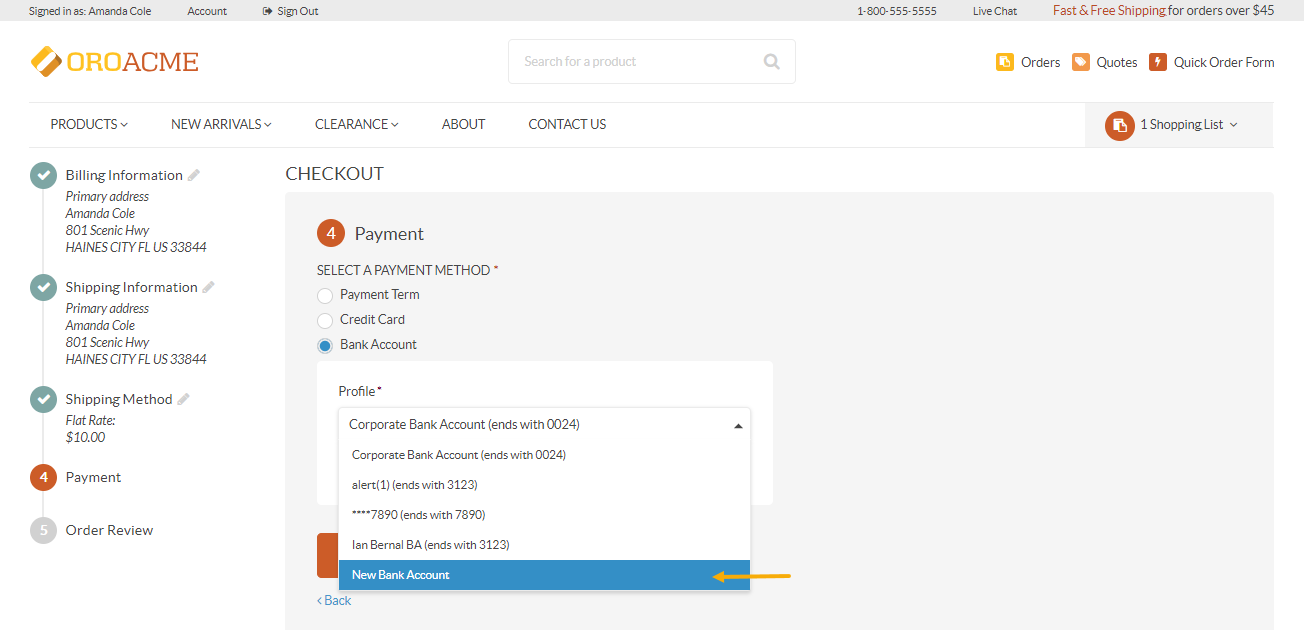 Signed in as: Amanda Cole Account Sign Out 1-800-555-5555 Live Chat Fast & Free Shipping for orders over $45
OROACME
Search for a product
Orders Quotes Quick Order Form
PRODUCTS NEW ARRIVALS CLEARANCE ABOUT CONTACT US 1 Shopping List
Billing Information
Primary address
Amanda Cole
801 Scenic Hwy
HAINES CITY FL US 33844
Shipping Information
Primary address
Amanda Cole
801 Scenic Hwy
HAINES CITY FL US 33844
Shipping Method
Flat Rate:
$10.00
4 Payment
5 Order Review
CHECKOUT
4 Payment
SELECT A PAYMENT METHOD *
Payment Term
Credit Card
Bank Account
Profile*
Corporate Bank Account (ends with 0024)
Corporate Bank Account (ends with 0024)
alert(1) (ends with 3123)
****7890 (ends with 7890)
Ian Bernal BA (ends with 3123)
New Bank Account
‹ Back